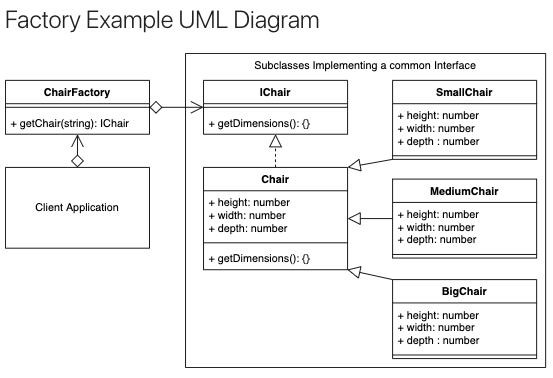 Factory Example UML Diagram
Subclasses Implementing a common Interface
ChairFactory
+ getChair(string): IChair
Client Application
IChair
+ getDimensions(): {}
Chair
+ height: number
+ width: number
+ depth: number
+ getDimensions(): {}
SmallChair
+ height: number
+ width: number
+ depth : number
MediumChair
+ height: number
+ width: number
+ depth: number
BigChair
+ height: number
+ width: number
+ depth : number